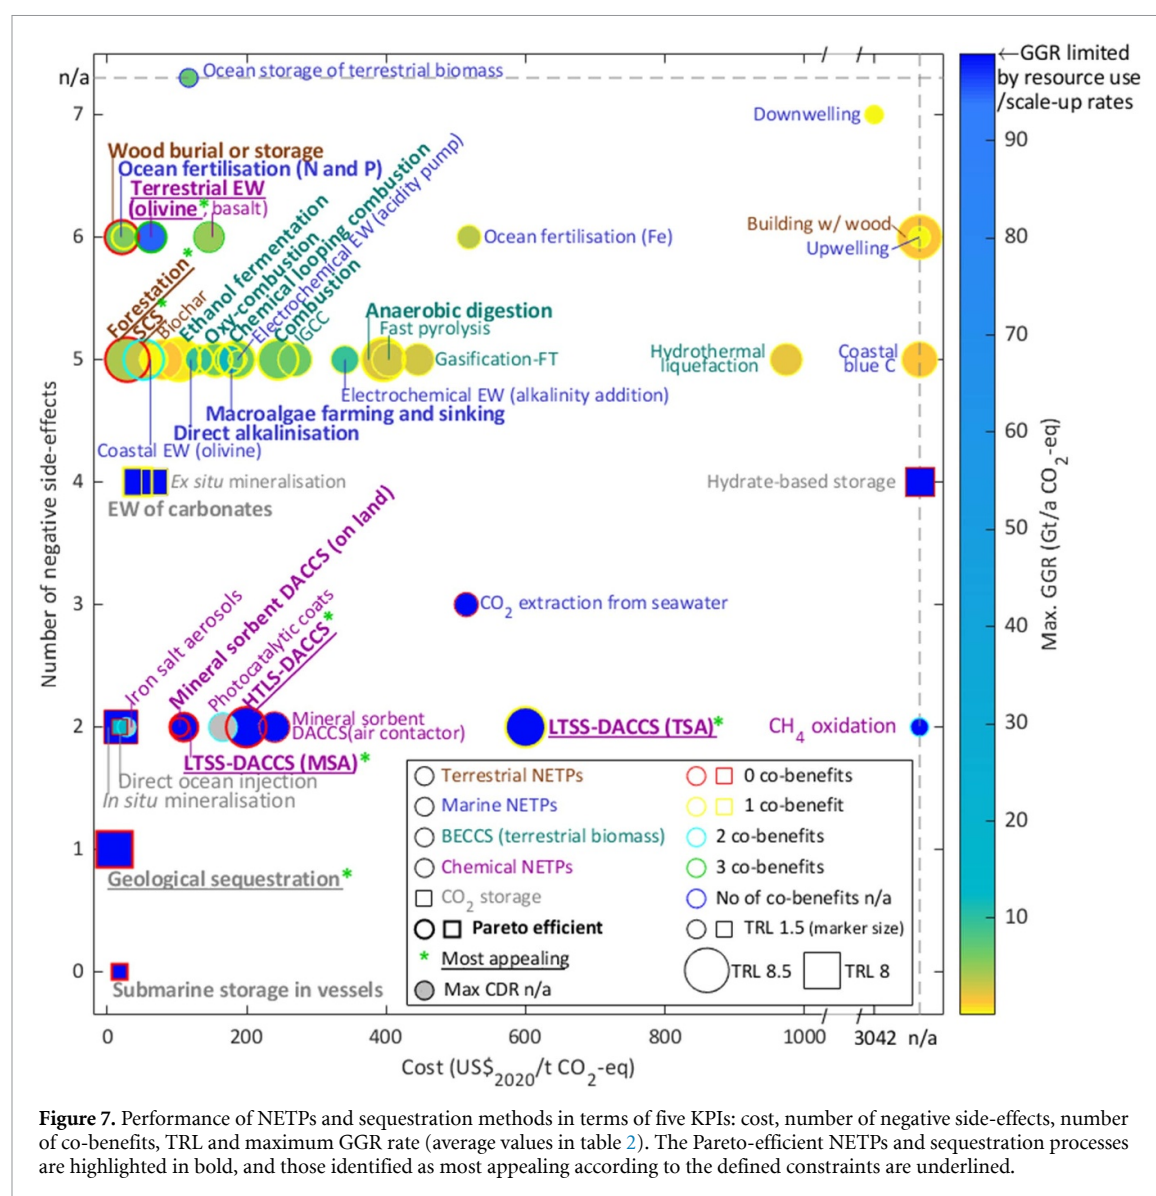 n/a
7
6
5
4
3
2
1
0
Number of negative side-effects
Ocean storage of terrestrial biomass
Downwelling
Wood burial or storage
Ocean fertilisation (N and P)
Terrestrial EW
(olivine*, basalt)
Ocean fertilisation (Fe)
Building w/ wood
Upwelling
Forestation*
SCS*
Biochar
Ethanol fermentation
Oxy-combustion
Chemical looping combustion
Electrochemical EW (acidity pump)
Combustion
IGCC
Anaerobic digestion
Fast pyrolysis
Gasification-FT
Hydrothermal
liquefaction
Coastal
blue C
Electrochemical EW (alkalinity addition)
Macroalgae farming and sinking
Direct alkalinisation
Coastal EW (olivine)
Ex situ mineralisation
EW of carbonates
Hydrate-based storage
CO2 extraction from seawater
Iron salt aerosols
Mineral sorbent DACCS (on land)
Photocatalytic coats
HTLS-DACCS*
Mineral sorbent
DACCS(air contactor)
LTSS-DACCS (TSA)*
CH4 oxidation
LTSS-DACCS (MSA)*
Direct ocean injection
In situ mineralisation
Geological sequestration*
Submarine storage in vessels
Terrestrial NETPs
Marine NETPs
BECCS (terrestrial biomass)
Chemical NETPs
CO2 storage
Pareto efficient
* Most appealing
Max CDR n/a
0 co-benefits
1 co-benefit
2 co-benefits
3 co-benefits
No of co-benefits n/a
TRL 1.5 (marker size)
TRL 8.5
TRL 8
0
200
400
600
800
1000
3042
n/a
Cost (US$2020/t CO2-eq)
←GGR limited
by resource use
/scale-up rates
90
80
70
60
50
40
30
20
10
Max. GGR (Gt/a CO2-eq)
Figure 7. Performance of NETPs and sequestration methods in terms of five KPIs: cost, number of negative side-effects, number
of co-benefits, TRL and maximum GGR rate (average values in table 2). The Pareto-efficient NETPs and sequestration processes
are highlighted in bold, and those identified as most appealing according to the defined constraints are underlined.